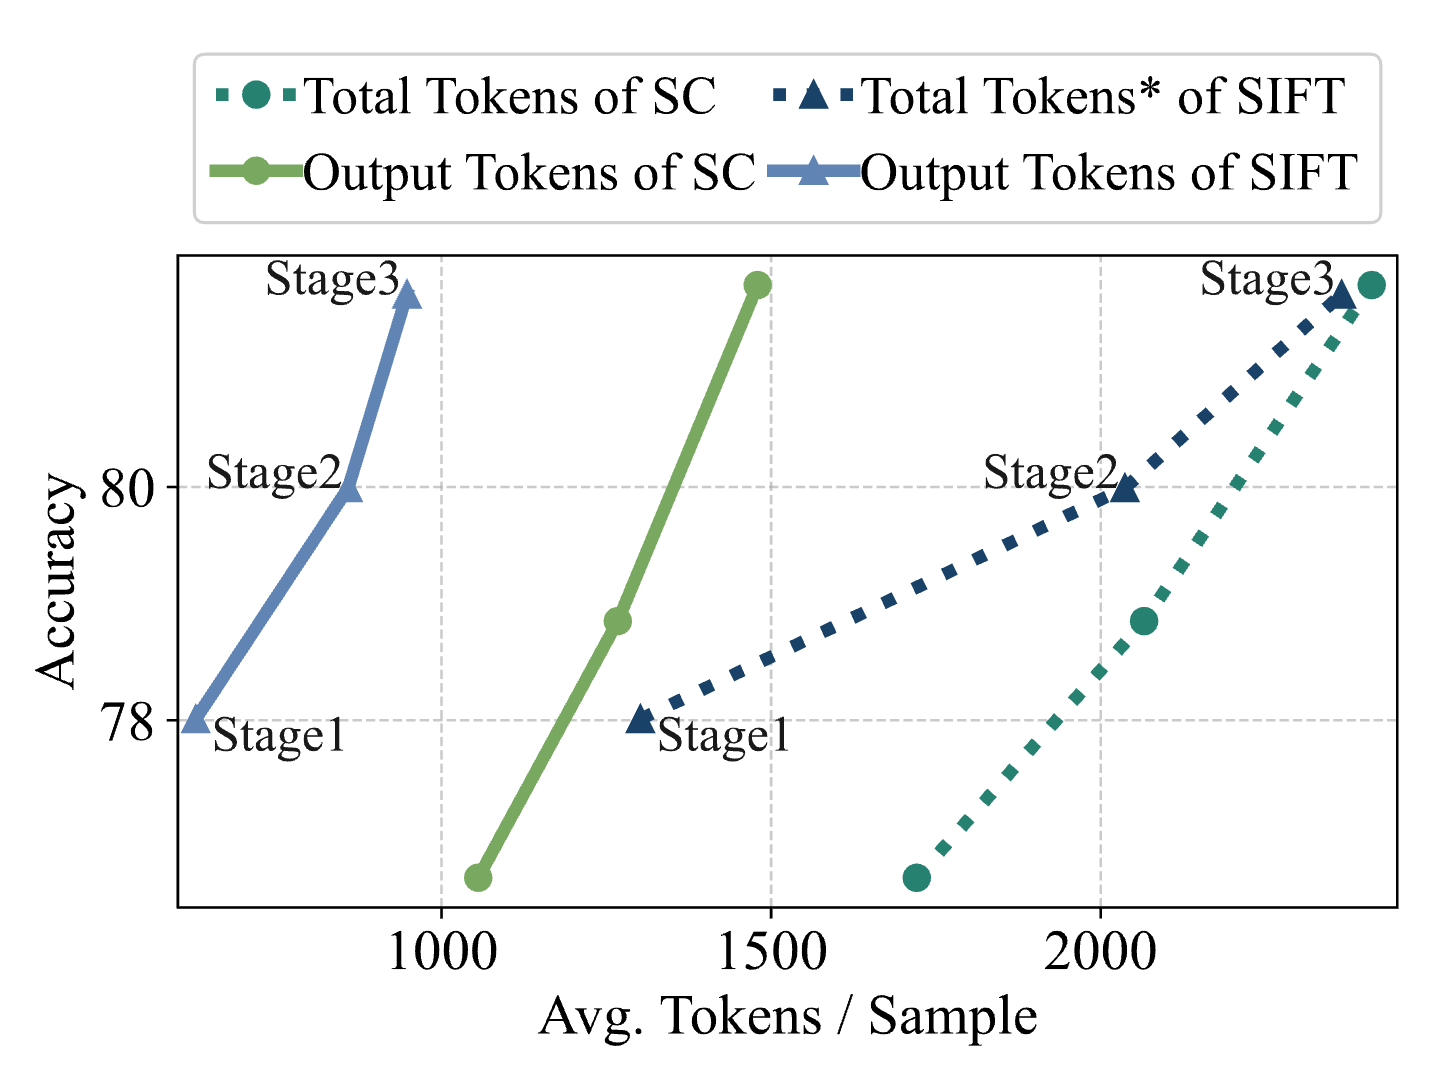 Total Tokens of SC
Total Tokens* of SIFT
Output Tokens of SC
Output Tokens of SIFT
Stage3
Stage3
Stage2
Stage2
Stage1
Stage1
80
78
Accuracy
1000
1500
2000
Avg. Tokens / Sample